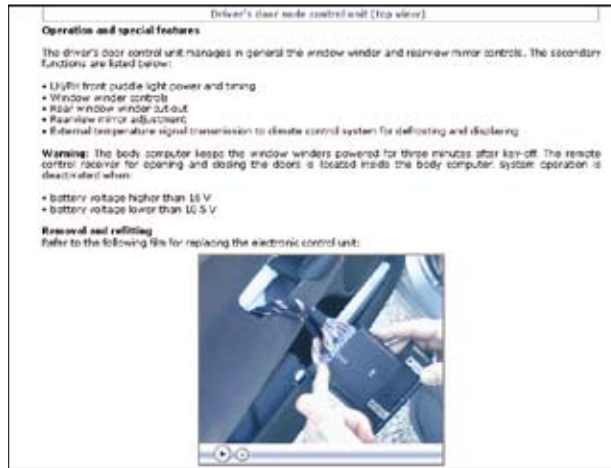 Driver's door node control unit (top view)
Operation and special features
The driver's door control unit manages in general the window winder and rearview mirror controls. The secondary
functions are listed below:
• LH/RH front puddle light power and timing
• Window winder controls
• Rear window winder cut-out
• Rearview mirror adjustment
• External temperature signal transmission to climate control system for defrosting and displaying
Warning: The body computer keeps the window winders powered for three minutes after key-off. The remote
control receiver for opening and closing the doors is located inside the body computer. system operation is
deactivated when:
• battery voltage higher than 16 V
• battery voltage lower than 10.5 V
Removal and refitting
Refer to the following film for replacing the electronic control unit: